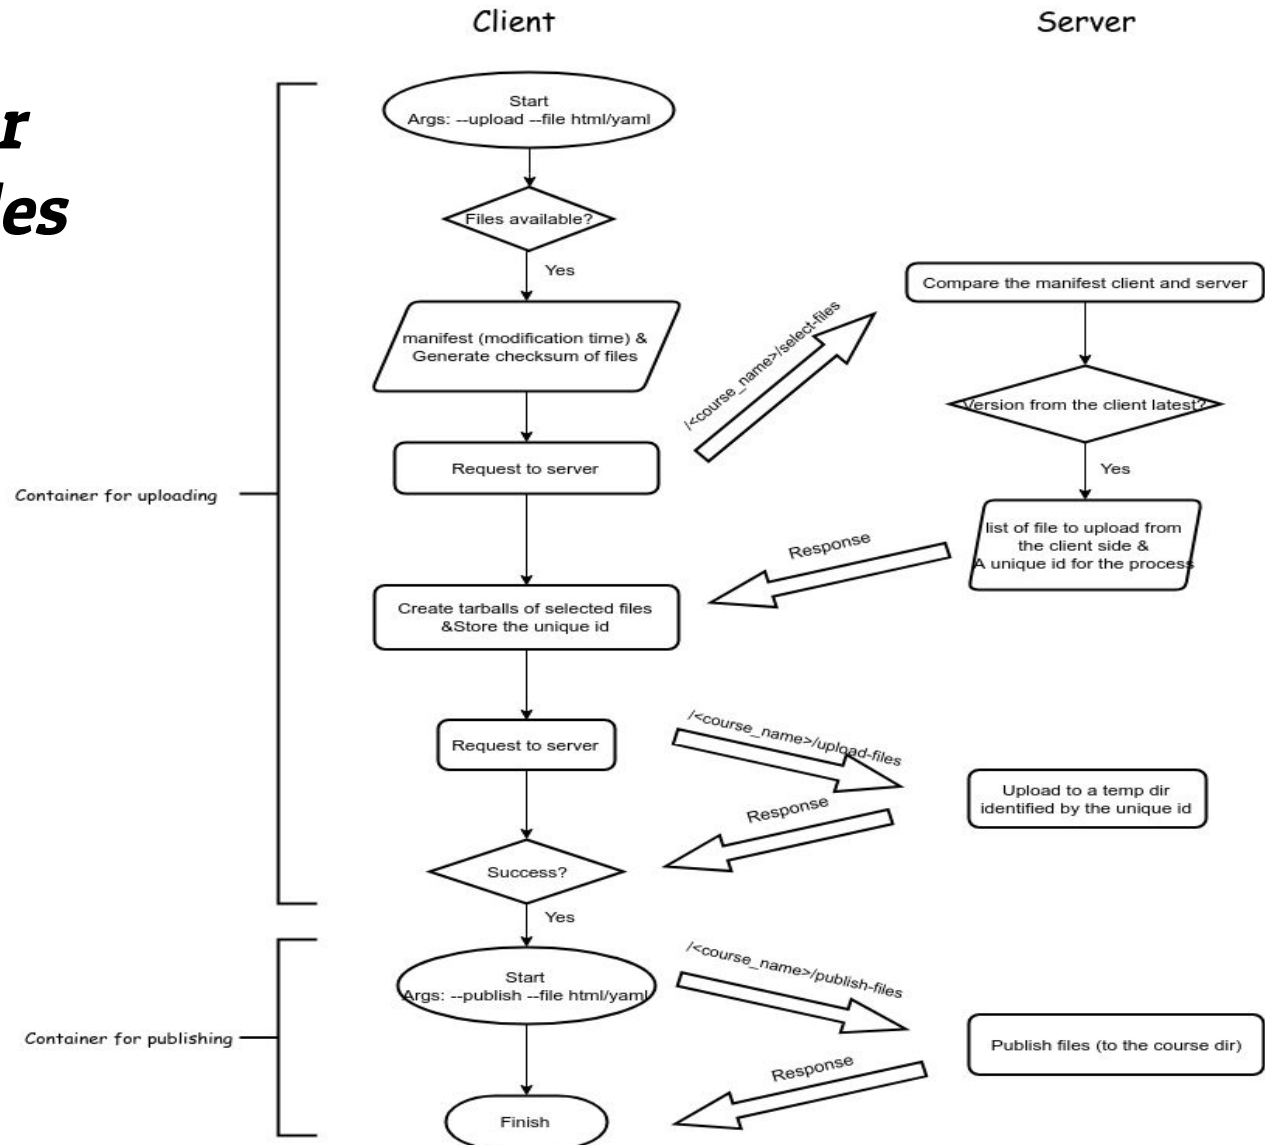 Client
Server
r
les
Start
Args: --upload --file html/yaml
Files available?
Yes
manifest (modification time) &
Generate checksum of files
/<course_name>/select-files
Compare the manifest client and server
Version from the client latest?
Yes
Request to server
Container for uploading
list of file to upload from
the client side &
A unique id for the process
Response
Create tarballs of selected files
&Store the unique id
Request to server
/<course_name>/upload-files
Upload to a temp dir
identified by the unique id
Response
Success?
Yes
Start
Args: --publish --file html/yaml
/<course_name>/publish-files
Container for publishing
Publish files (to the course dir)
Response
Finish